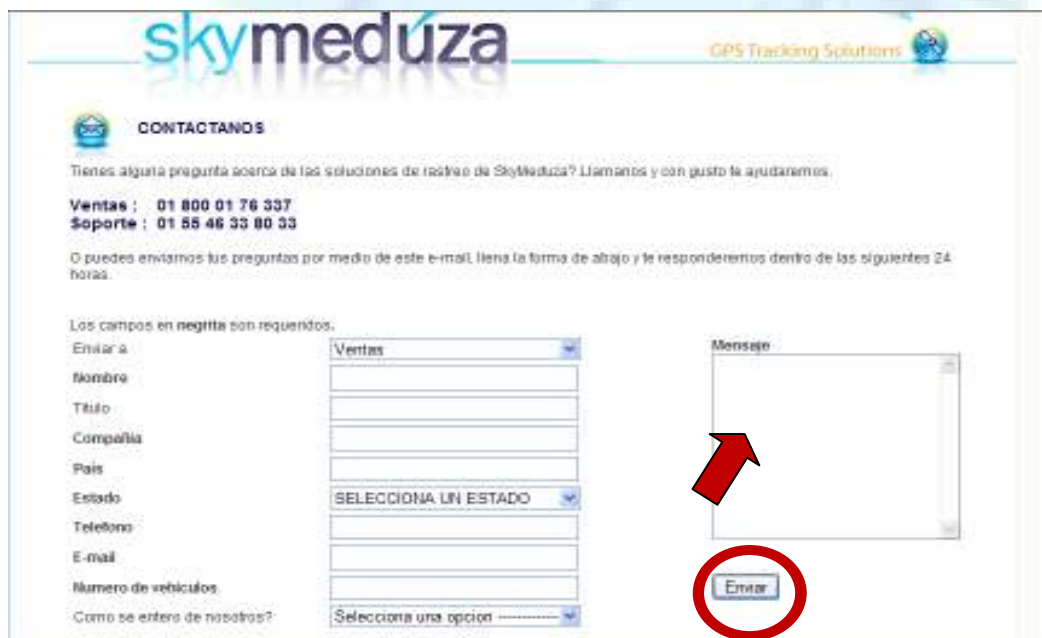 skymedúza
GPS Tracking Solutions
CONTACTANOS
Tienes alguna pregunta acerca de las soluciones de rastreo de SkyMeduza? Llamanos y con gusto te ayudaremos.
Ventas : 01 800 01 76 337
Soporte : 01 55 46 33 80 33
O puedes enviarnos tus preguntas por medio de este e-mail, llena la forma de abajo y te responderemos dentro de las siguientes 24
horas.
Los campos en negrita son requeridos.
Enviar a Ventas
Nombre
Titulo
Compañia
Pais
Estado SELECCIONA UN ESTADO
Telefono
E-mail
Numero de vehiculos
Como se entero de nosotros? Selecciona una opcion -------------
Mensaje
Enviar